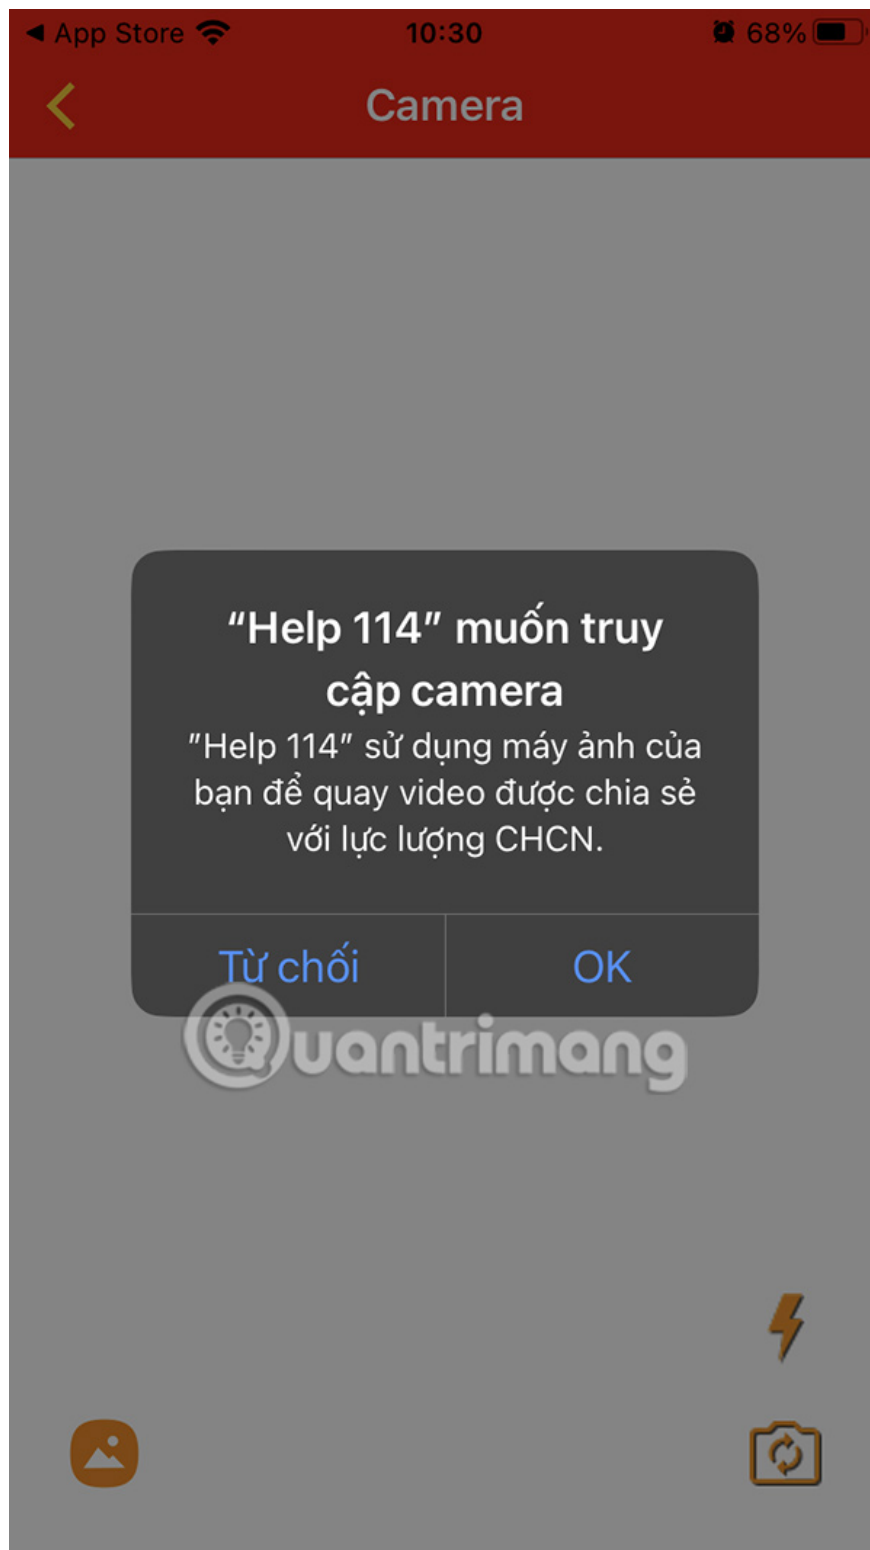 ◀ App Store 10:30 68%
Camera
“Help 114” muốn truy
cập camera
"Help 114" sử dụng máy ảnh của
bạn để quay video được chia sẻ
với lực lượng CHCN.
Từ chối OK
Quantrimang